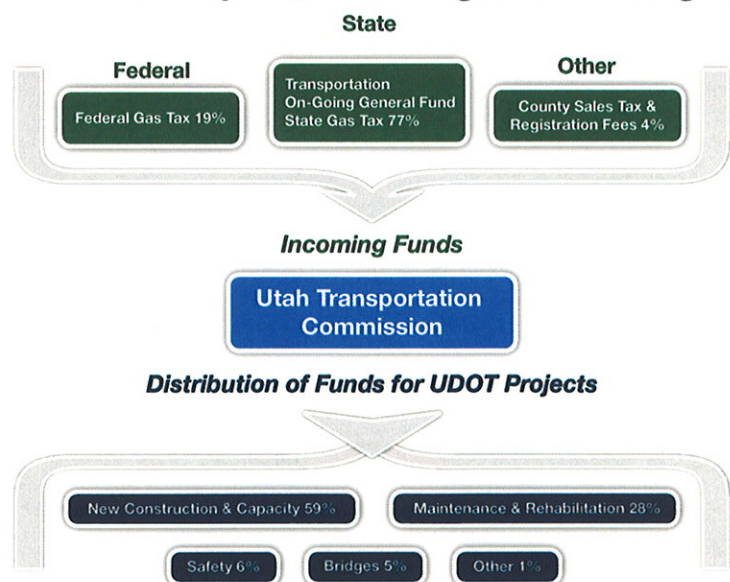 State
Federal
Other
Federal Gas Tax 19%
Transportation
On-Going General Fund
State Gas Tax 77%
County Sales Tax &
Registration Fees 4%
Incoming Funds
Utah Transportation
Commission
Distribution of Funds for UDOT Projects
New Construction & Capacity 59%
Maintenance & Rehabilitation 28%
Safety 6%
Bridges 5%
Other 1%